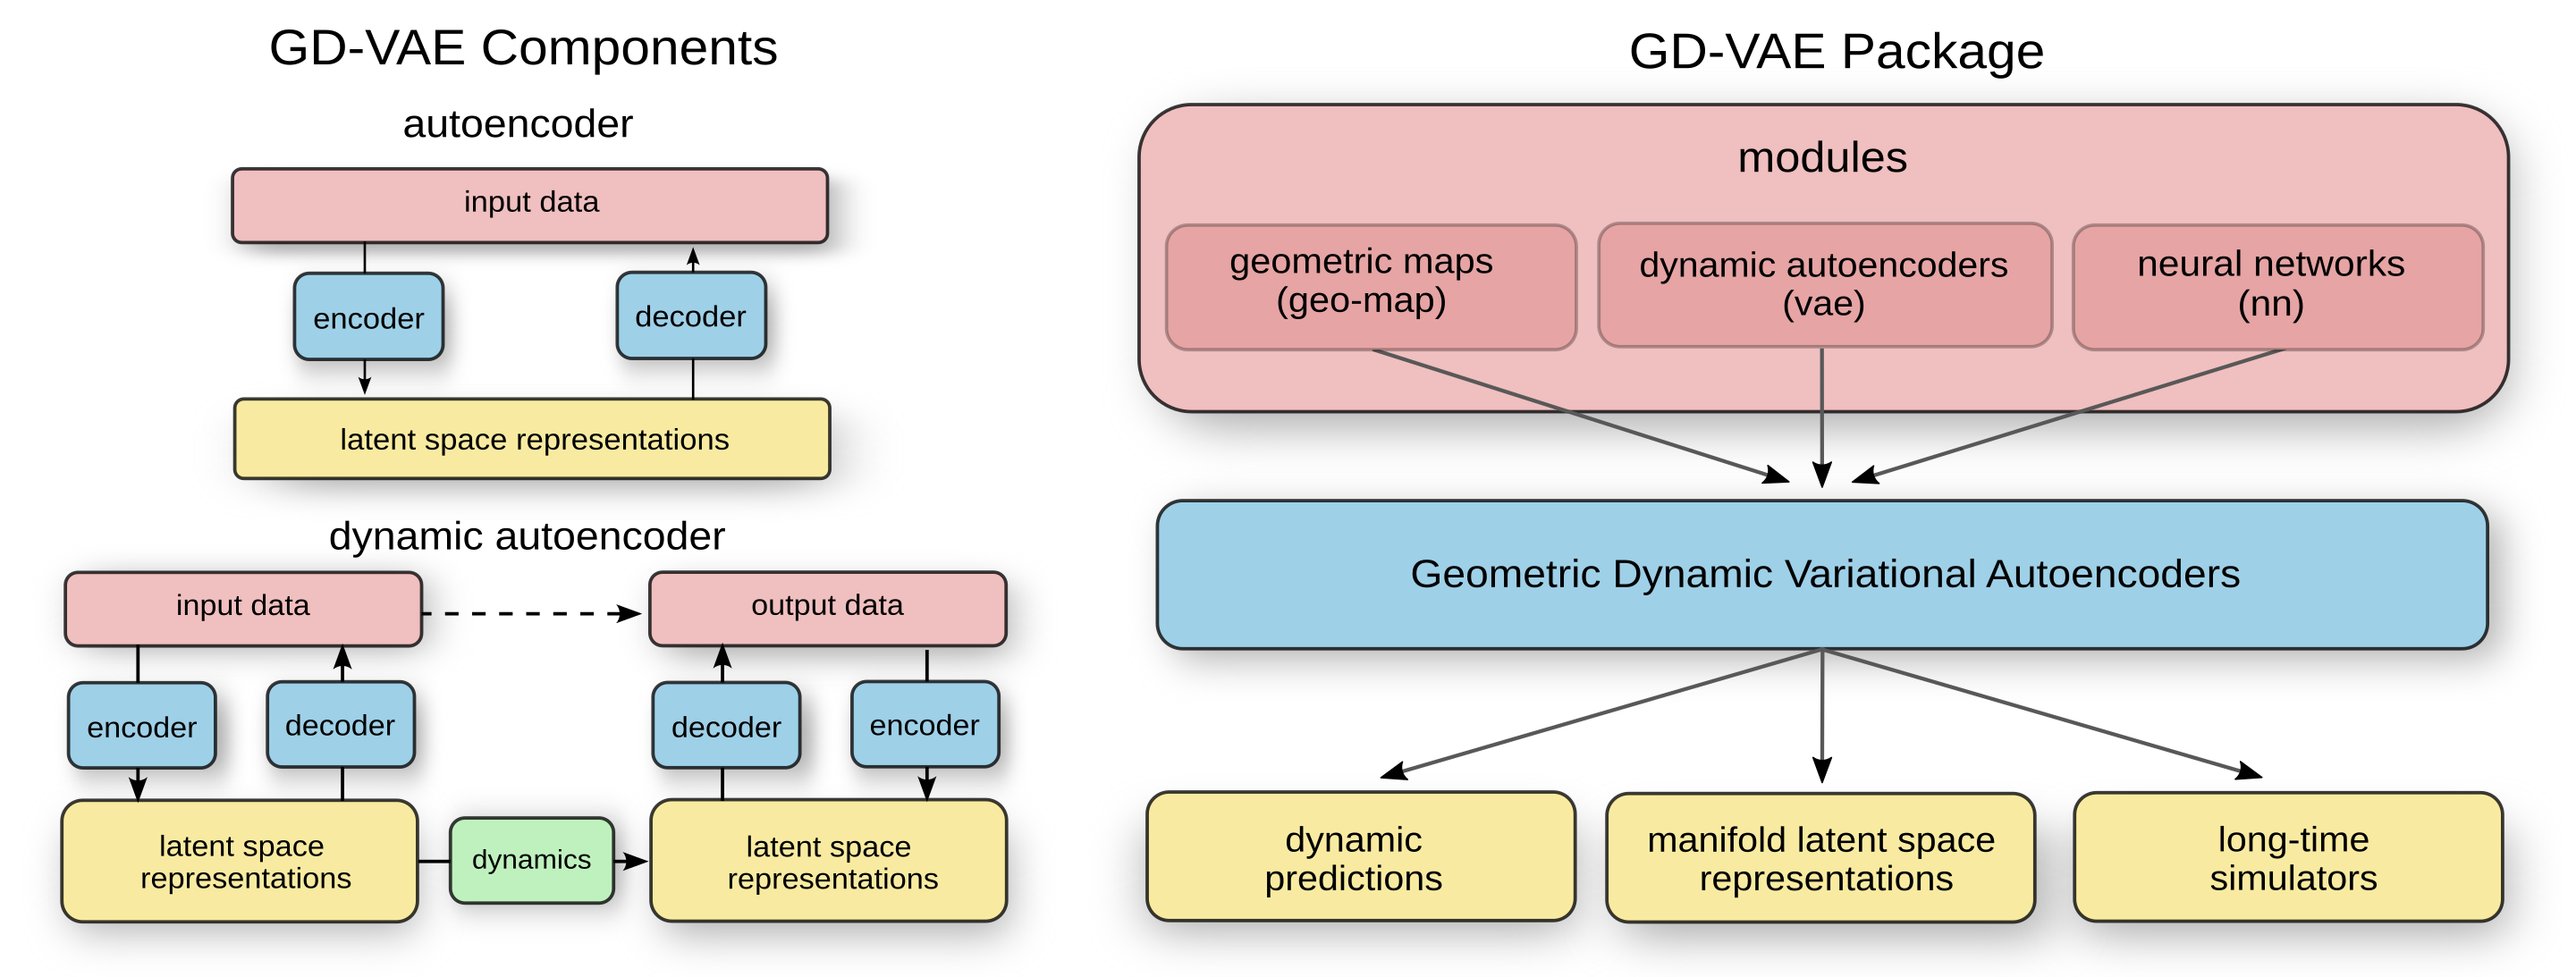 GD-VAE Components
autoencoder
input data
encoder
decoder
latent space representations
dynamic autoencoder
input data
output data
encoder
decoder
decoder
encoder
latent space
representations
dynamics
latent space
representations
GD-VAE Package
modules
geometric maps
(geo-map)
dynamic autoencoders
(vae)
neural networks
(nn)
Geometric Dynamic Variational Autoencoders
dynamic
predictions
manifold latent space
representations
long-time
simulators